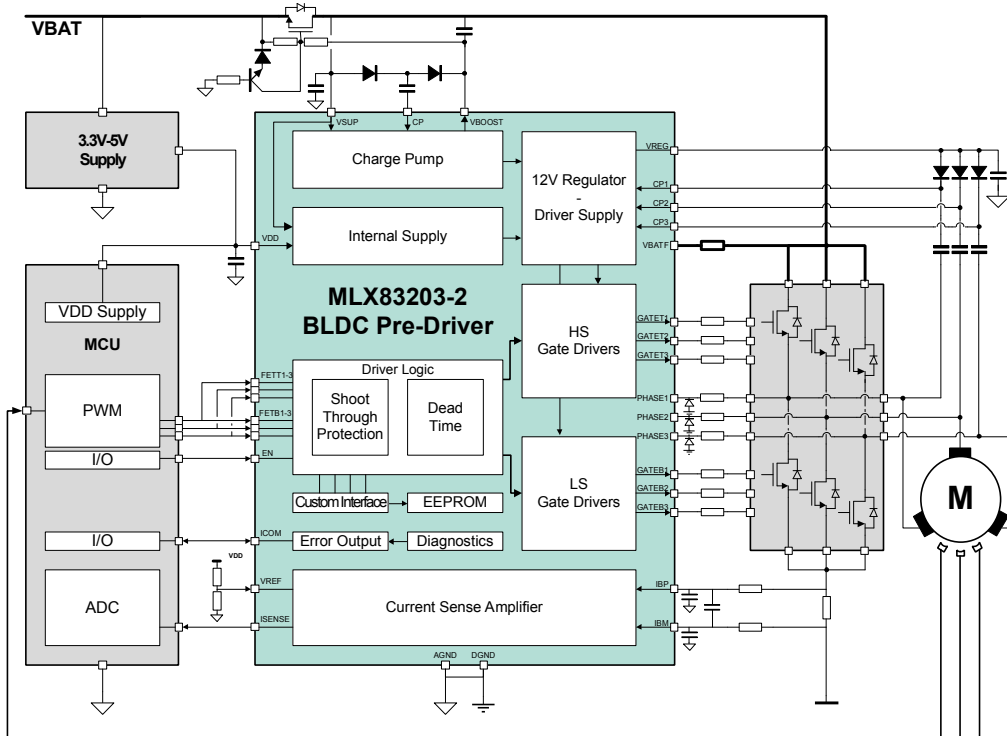 VBAT
VSUP
CP
VBOOST
3.3V-5V
Supply
Charge Pump
12V Regulator
-
Driver Supply
VREG
CP1
CP2
CP3
VBATF
Internal Supply
VDD
MLX83203-2
BLDC Pre-Driver
VDD Supply
MCU
PWM
I/O
I/O
ADC
FETT1-3
FETB1-3
EN
Driver Logic
Shoot
Through
Protection
Dead
Time
HS
Gate Drivers
GATET1
GATET2
GATET3
PHASE1
PHASE2
PHASE3
LS
Gate Drivers
GATEB1
GATEB2
GATEB3
Custom Interface
EEPROM
ICOM
Error Output
Diagnostics
VDD
VREF
ISENSE
Current Sense Amplifier
IBP
IBM
AGND
DGND
M